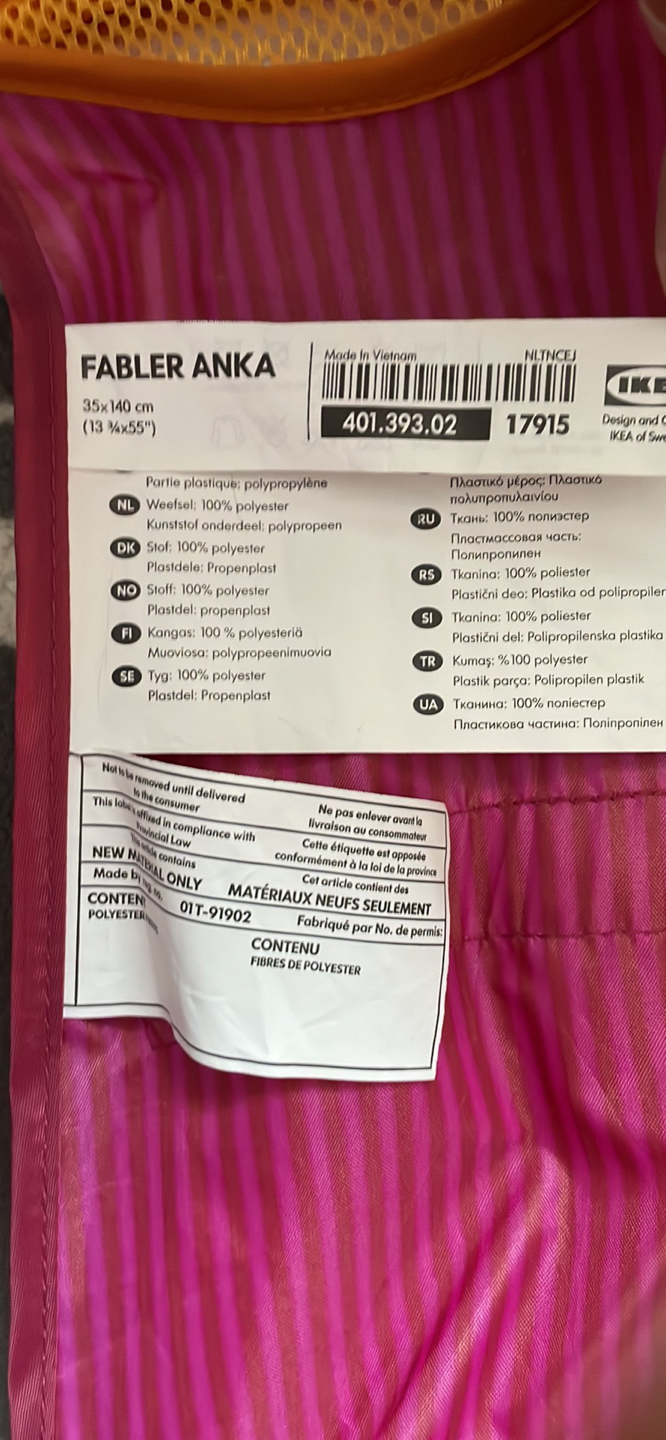 FABLER ANKA
35x140 cm
(13 ¾x55")
Made In Vietnam
NLTNCEJ
401.393.02
17915
IKE
Design and
IKEA of Swe
Partie plastique: polypropylène
NL Weefsel: 100% polyester
Kunststof onderdeel: polypropeen
DK Stof: 100% polyester
Plastdele: Propenplast
NO Stoff: 100% polyester
Plastdel: propenplast
FI Kangas: 100 % polyesteriä
Muoviosa: polypropeenimuovia
SE Tyg: 100% polyester
Plastdel: Propenplast
Πλαστικό μέρος: Πλαστικό
πολυπροπυλαινίου
RU Ткань: 100% полиэстер
Пластмассовая часть:
Полипропилен
RS Tkanina: 100% poliester
Plastični deo: Plastika od polipropilen
SI Tkanina: 100% poliester
Plastični del: Polipropilenska plastika
TR Kumaş: %100 polyester
Plastik parça: Polipropilen plastik
UA Тканина: 100% поліестер
Пластикова частина: Поліпропілен
Not to be removed until delivered
to the consumer
This label affixed in compliance with
Provincial Law
This article contains
NEW MATERIAL ONLY
Made by reg. no.
01T-91902
CONTEN
POLYESTER
Ne pas enlever avant la
livraison au consommateur
Cette étiquette est apposée
conformément à la loi de la province
Cet article contient des
MATÉRIAUX NEUFS SEULEMENT
Fabriqué par No. de permis:
CONTENU
FIBRES DE POLYESTER